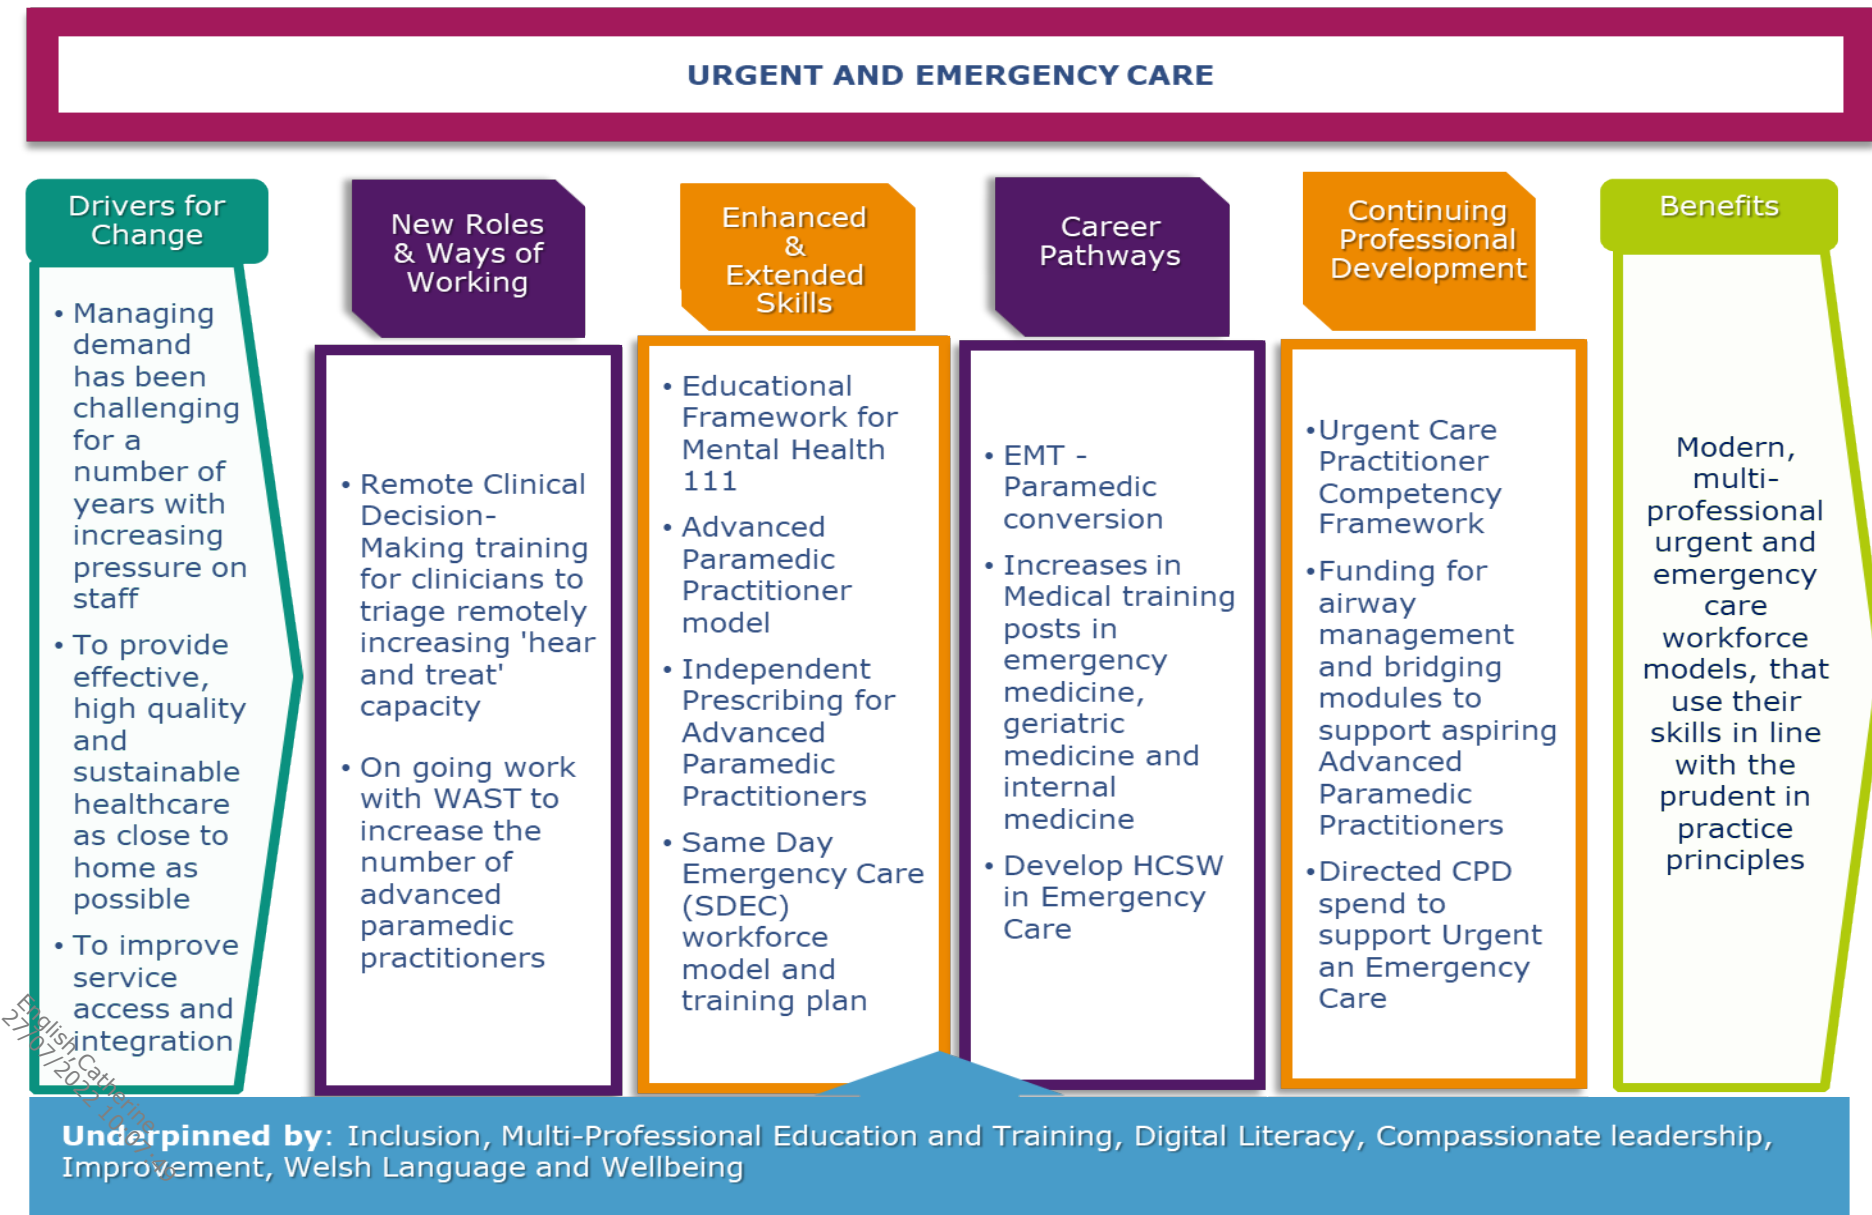 URGENT AND EMERGENCY CARE
Drivers for
Change
• Managing
demand
has been
challenging
for a
number of
years with
increasing
pressure on
staff
• To provide
effective,
high quality
and
sustainable
healthcare
as close to
home as
possible
• To improve
service
access and
integration
New Roles
& Ways of
Working
• Remote Clinical
Decision-
Making training
for clinicians to
triage remotely
increasing 'hear
and treat'
capacity
• On going work
with WAST to
increase the
number of
advanced
paramedic
practitioners
Enhanced
&
Extended
Skills
• Educational
Framework for
Mental Health
111
• Advanced
Paramedic
Practitioner
model
• Independent
Prescribing for
Advanced
Paramedic
Practitioners
• Same Day
Emergency Care
(SDEC)
workforce
model and
training plan
Career
Pathways
• EMT -
Paramedic
conversion
• Increases in
Medical training
posts in
emergency
medicine,
geriatric
medicine and
internal
medicine
• Develop HCSW
in Emergency
Care
Continuing
Professional
Development
•Urgent Care
Practitioner
Competency
Framework
•Funding for
airway
management
and bridging
modules to
support aspiring
Advanced
Paramedic
Practitioners
•Directed CPD
spend to
support Urgent
an Emergency
Care
Benefits
Modern,
multi-
professional
urgent and
emergency
care
workforce
models, that
use their
skills in line
with the
prudent in
practice
principles
Underpinned by: Inclusion, Multi-Professional Education and Training, Digital Literacy, Compassionate leadership,
Improvement, Welsh Language and Wellbeing
English,Catherine
27/07/2022